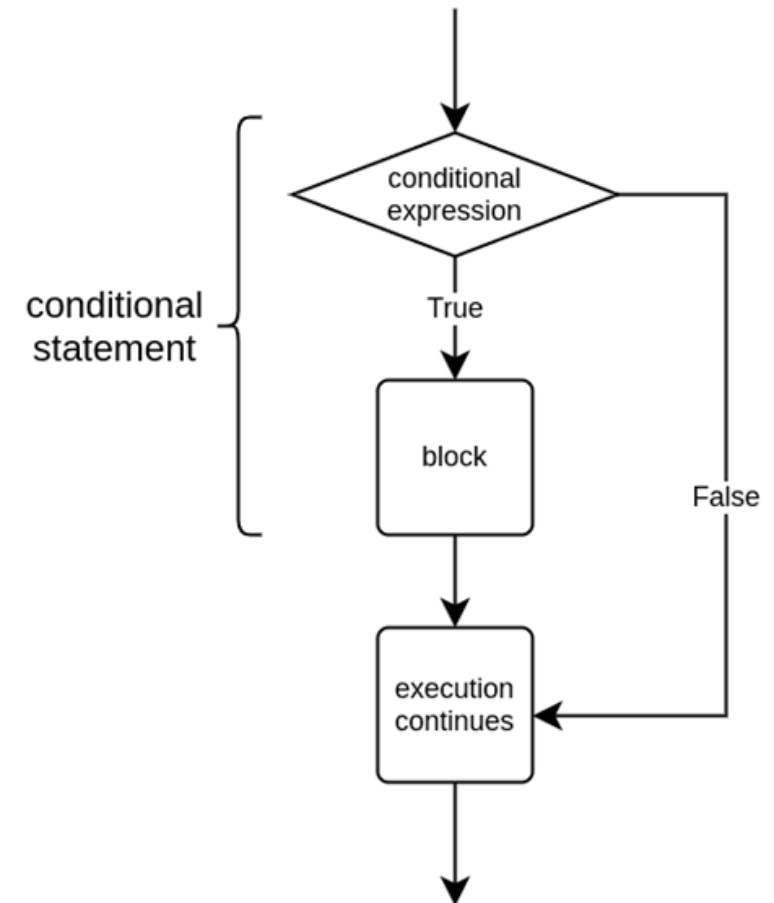 conditional
expression
True
conditional
statement
block
False
execution
continues